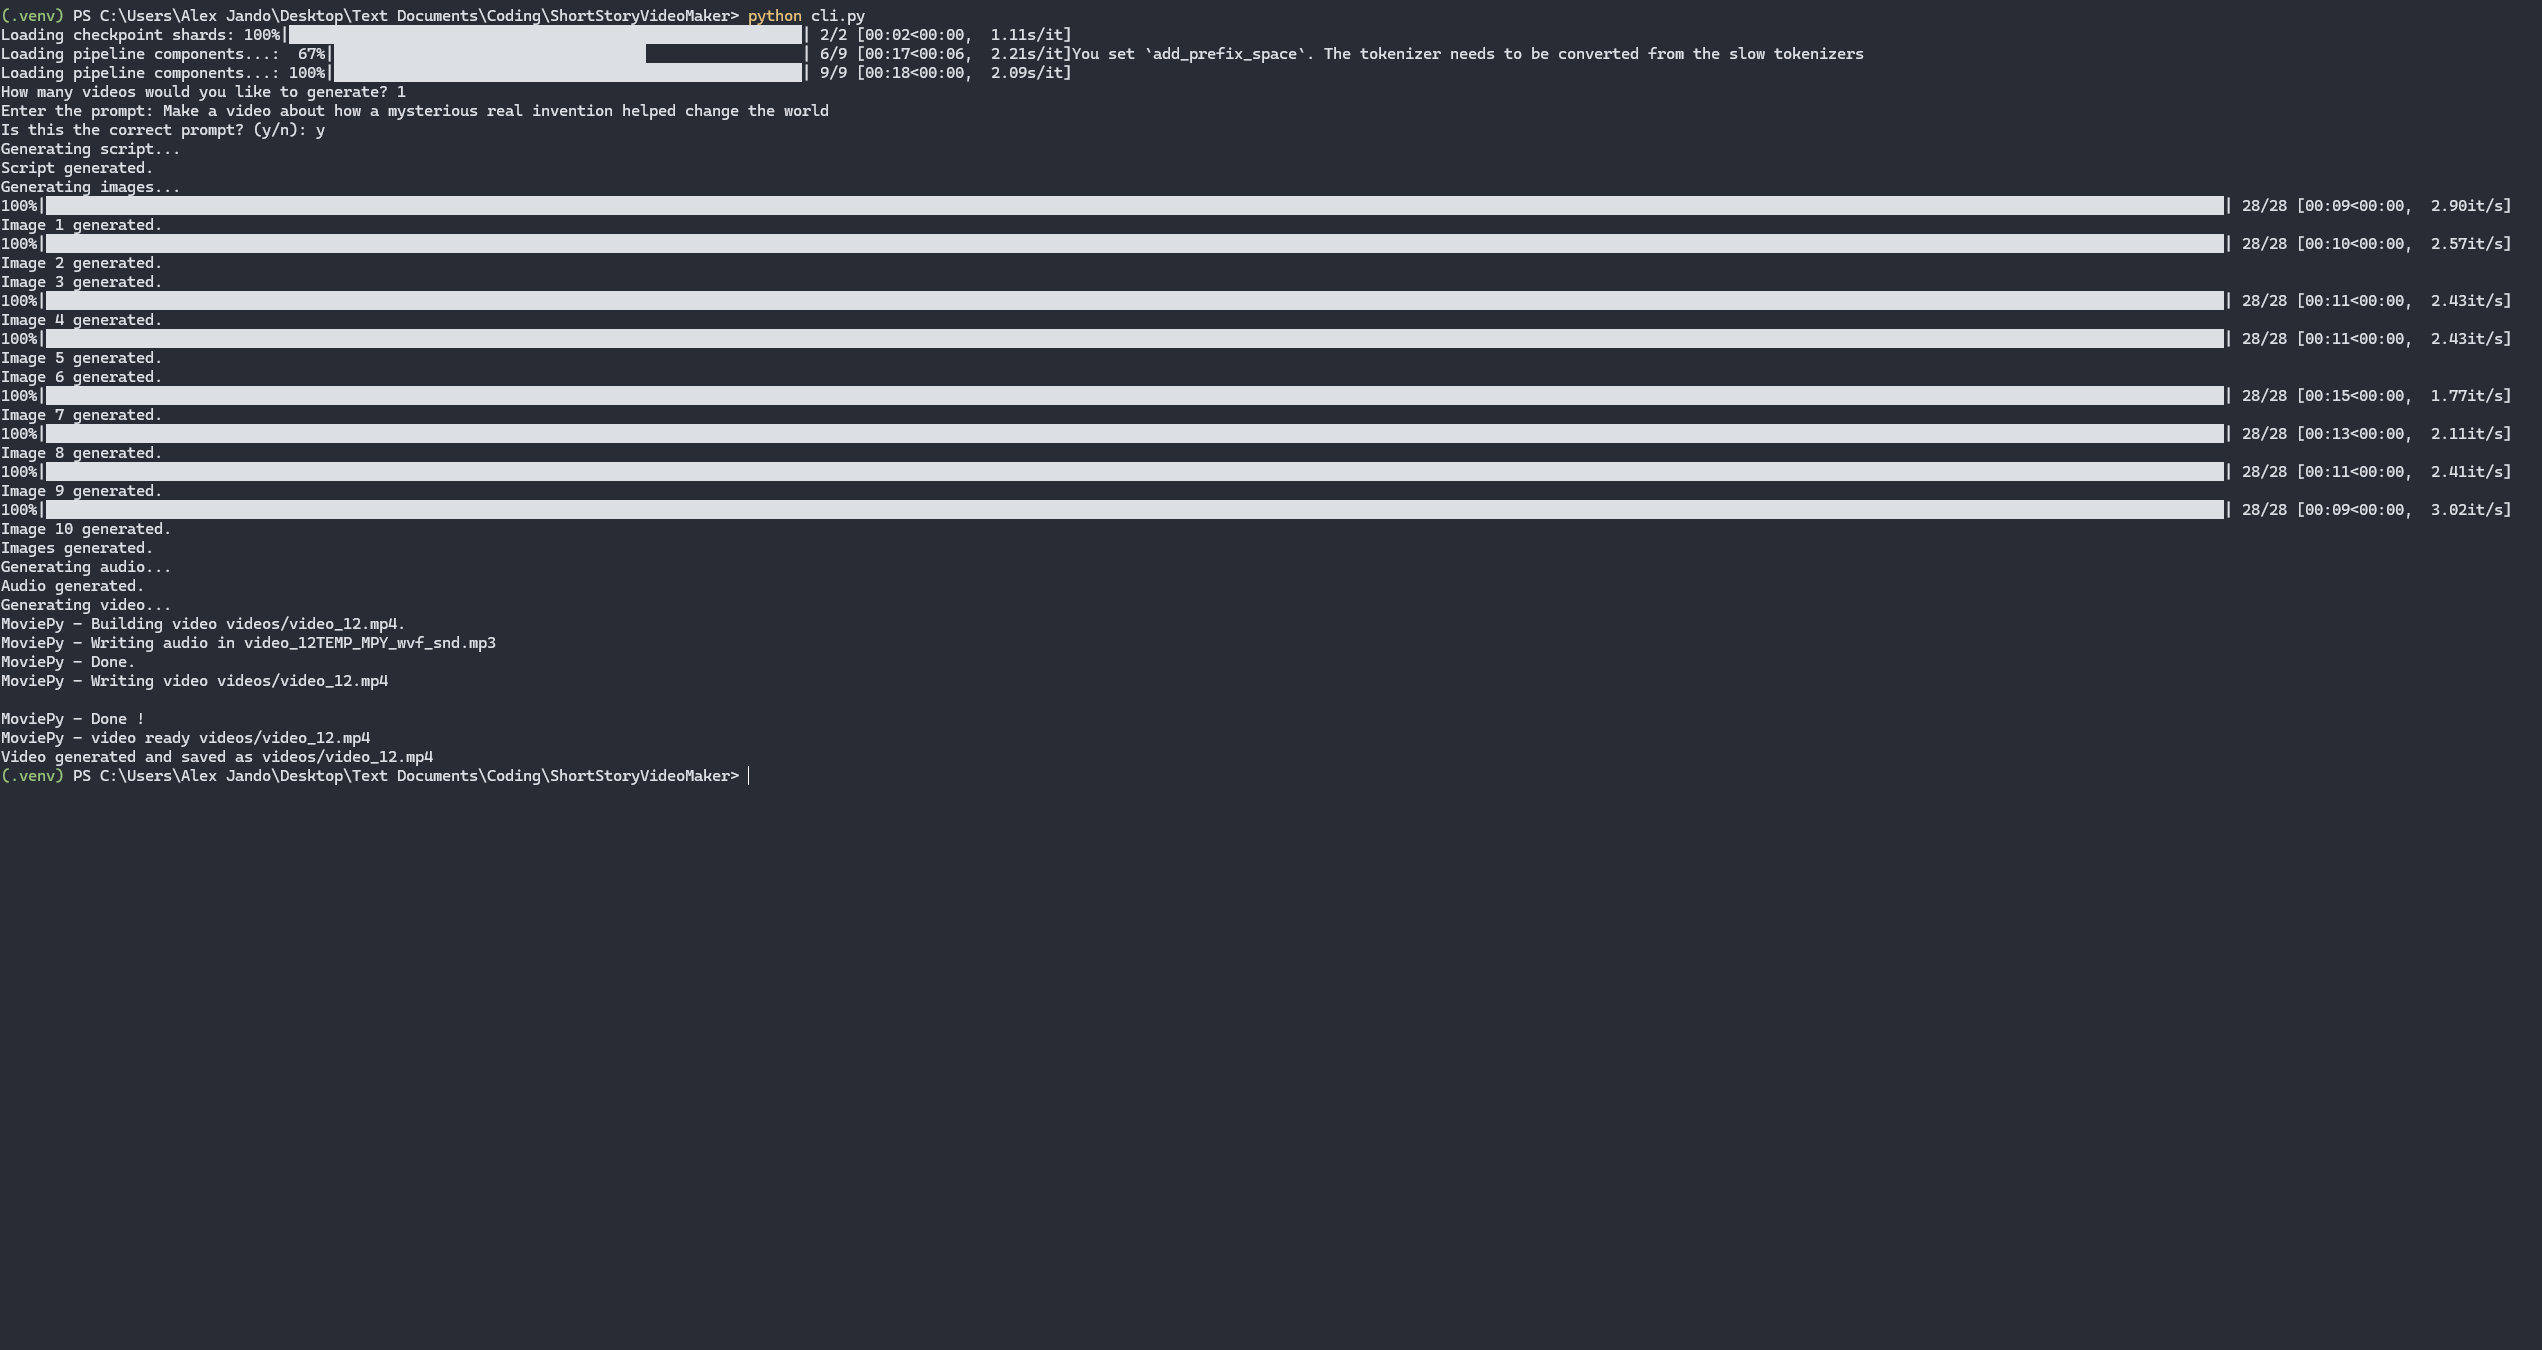 (.venv) PS C:\Users\Alex Jando\Desktop\Text Documents\Coding\ShortStoryVideoMaker> python cli.py
Loading checkpoint shards: 100%|| 2/2 [00:02<00:00,  1.11s/it]
Loading pipeline components...:  67%|| 6/9 [00:17<00:06,  2.21s/it]You set `add_prefix_space`. The tokenizer needs to be converted from the slow tokenizers
Loading pipeline components...: 100%|| 9/9 [00:18<00:00,  2.09s/it]
How many videos would you like to generate? 1
Enter the prompt: Make a video about how a mysterious real invention helped change the world
Is this the correct prompt? (y/n): y
Generating script...
Script generated.
Generating images...
100%|| 28/28 [00:09<00:00,  2.90it/s]
Image 1 generated.
100%|| 28/28 [00:10<00:00,  2.57it/s]
Image 2 generated.
Image 3 generated.
100%|| 28/28 [00:11<00:00,  2.43it/s]
Image 4 generated.
100%|| 28/28 [00:11<00:00,  2.43it/s]
Image 5 generated.
Image 6 generated.
100%|| 28/28 [00:15<00:00,  1.77it/s]
Image 7 generated.
100%|| 28/28 [00:13<00:00,  2.11it/s]
Image 8 generated.
100%|| 28/28 [00:11<00:00,  2.41it/s]
Image 9 generated.
100%|| 28/28 [00:09<00:00,  3.02it/s]
Image 10 generated.
Images generated.
Generating audio...
Audio generated.
Generating video...
MoviePy - Building video videos/video_12.mp4.
MoviePy - Writing audio in video_12TEMP_MPY_wvf_snd.mp3
MoviePy - Done.
MoviePy - Writing video videos/video_12.mp4
MoviePy - Done !
MoviePy - video ready videos/video_12.mp4
Video generated and saved as videos/video_12.mp4
(.venv) PS C:\Users\Alex Jando\Desktop\Text Documents\Coding\ShortStoryVideoMaker>